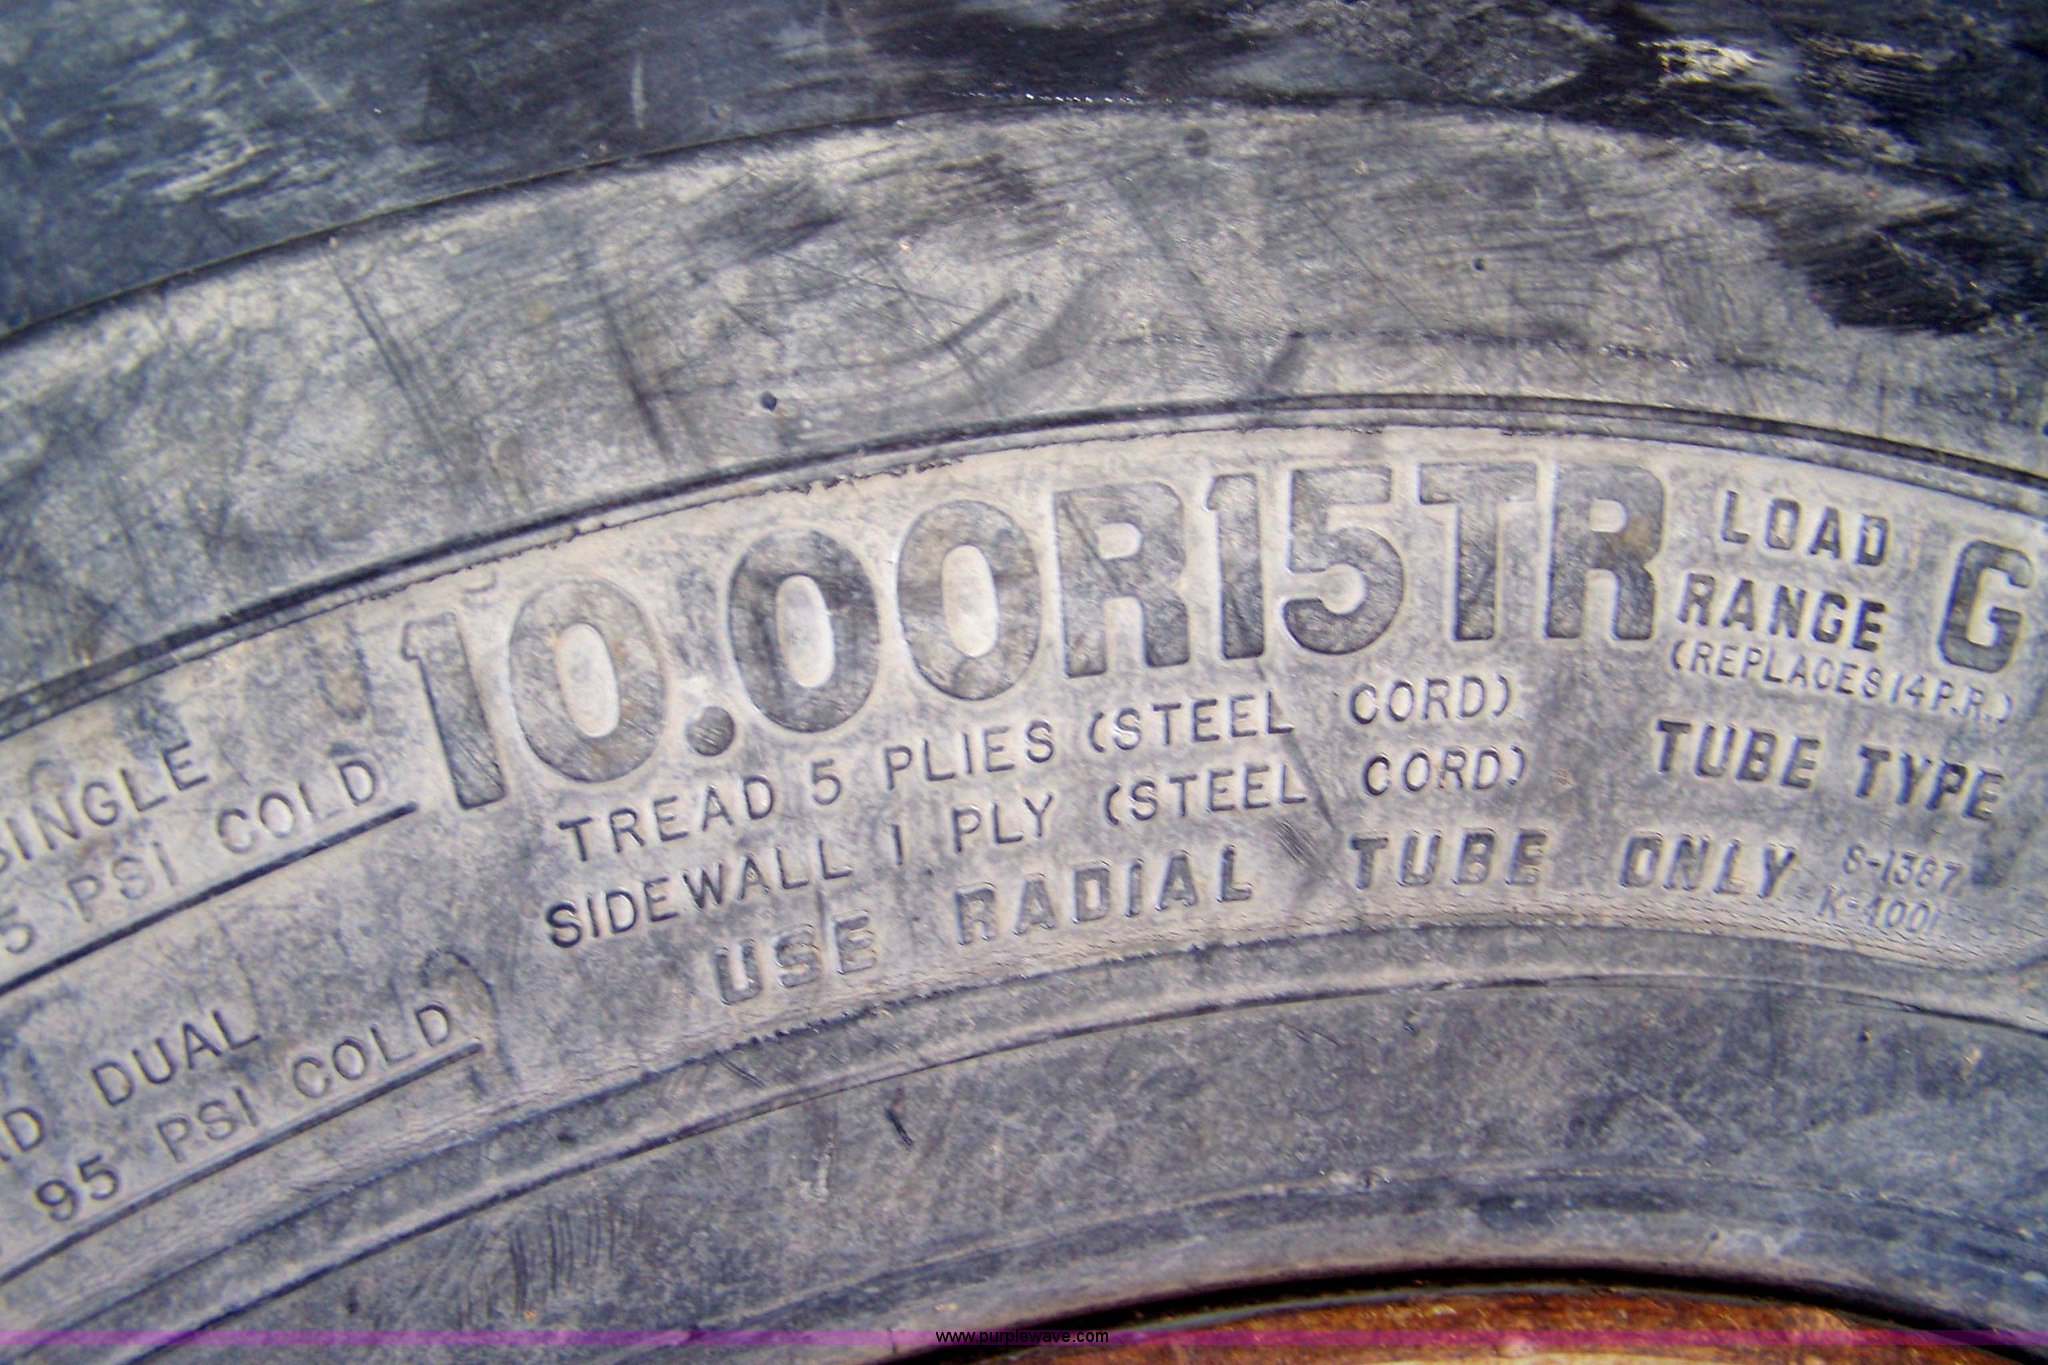 SINGLE
5 PSI COLD
DUAL
95 PSI COLD
10.00R15TR
LOAD
RANGE G
(REPLACES 14 P.R.)
TREAD 5 PLIES (STEEL CORD)
SIDEWALL 1 PLY (STEEL CORD)
TUBE TYPE
USE RADIAL TUBE ONLY
S-1387
K-4001
www.purplewave.com